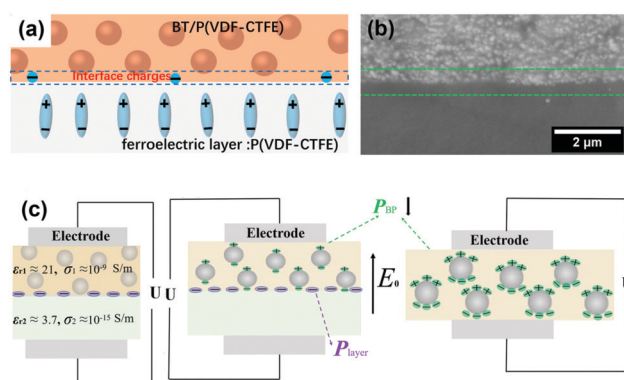 (a)
BT/P(VDF-CTFE)
Interface charges
+ + + + + + + +
− − − − − − − −
ferroelectric layer :P(VDF-CTFE)
(b)
2 μm
(c)
Electrode
εr1 ≈ 21, σ1 ≈10⁻⁹ S/m
εr2 ≈ 3.7, σ2 ≈10⁻¹⁵ S/m
U
U
Electrode
Player
PBP
E0
Electrode